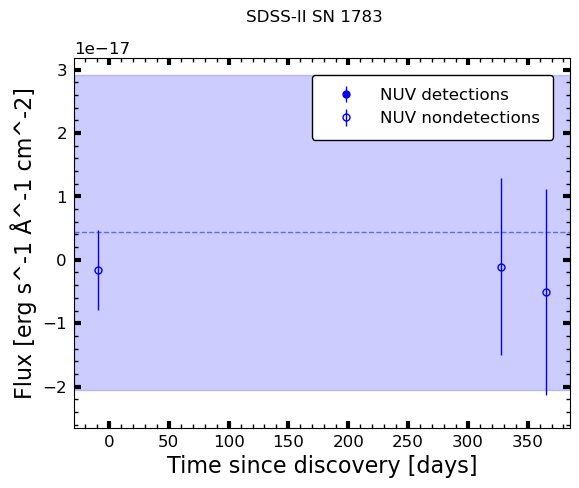 SDSS-II SN 1783
1e−17
NUV detections
NUV nondetections
3
2
1
0
−1
−2
Flux [erg s^-1 Å^-1 cm^-2]
0 50 100 150 200 250 300 350
Time since discovery [days]